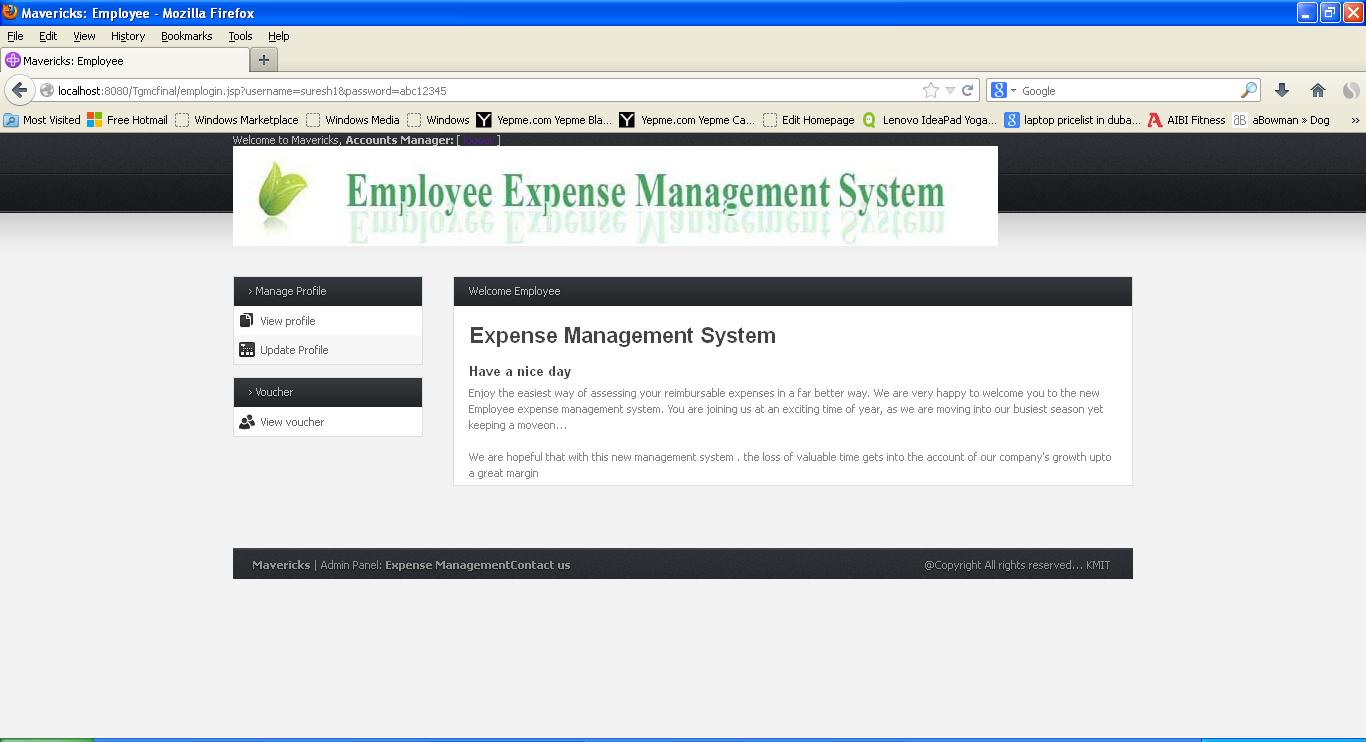 Mavericks: Employee - Mozilla Firefox
File Edit View History Bookmarks Tools Help
Mavericks: Employee
localhost:8080/Tgmcfinal/emplogin.jsp?username=suresh1&password=abc12345
Google
Most Visited Free Hotmail Windows Marketplace Windows Media Windows Yepme.com Yepme Bla... Yepme.com Yepme Ca... Edit Homepage Lenovo IdeaPad Yoga... laptop pricelist in duba... AIBI Fitness aBowman » Dog »
Welcome to Mavericks, Accounts Manager: [ logout ]
Employee Expense Management System
> Manage Profile
View profile
Update Profile
> Voucher
View voucher
Welcome Employee
Expense Management System
Have a nice day
Enjoy the easiest way of assessing your reimbursable expenses in a far better way. We are very happy to welcome you to the new
Employee expense management system. You are joining us at an exciting time of year, as we are moving into our busiest season yet
keeping a moveon...
We are hopeful that with this new management system . the loss of valuable time gets into the account of our company's growth upto
a great margin
Mavericks | Admin Panel: Expense ManagementContact us
@Copyright All rights reserved... KMIT